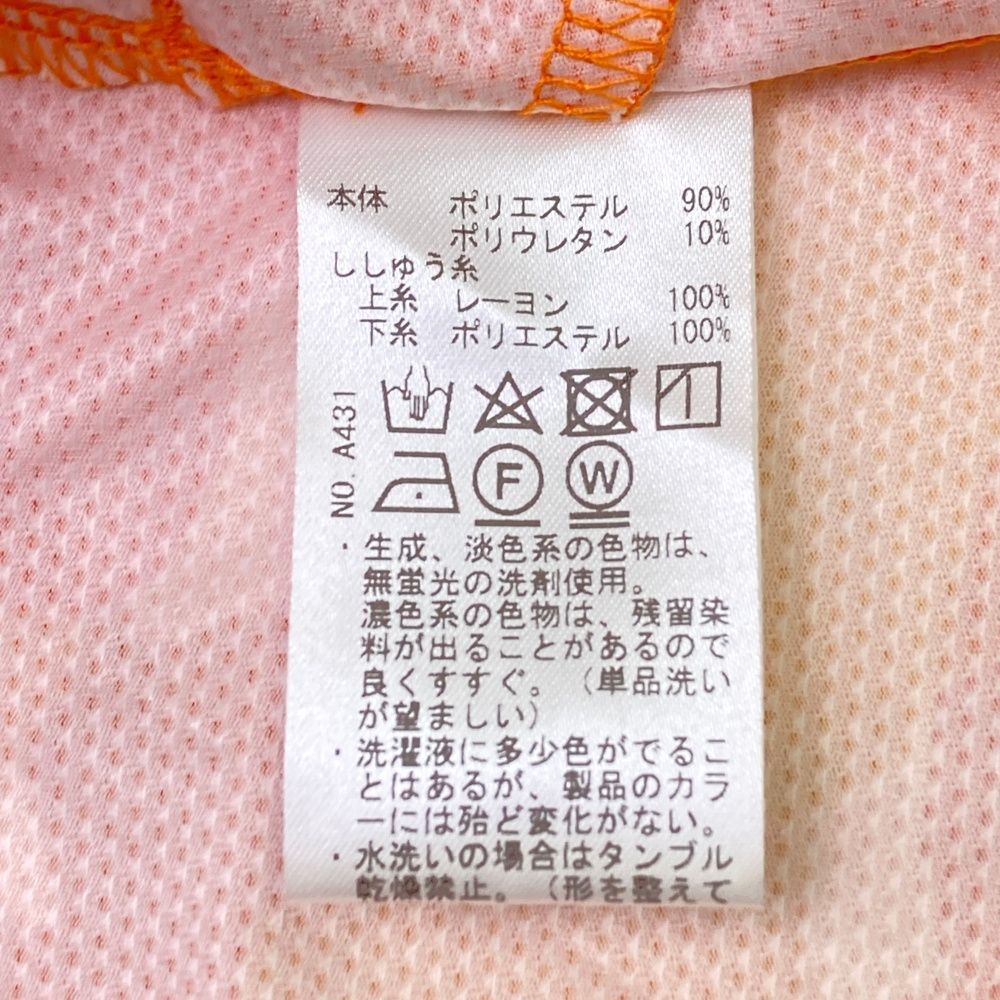 本体 ポリエステル 90%
ポリウレタン 10%
ししゅう糸
上糸 レーヨン 100%
下糸 ポリエステル 100%
NO. A431
F W
・生成、淡色系の色物は、
無蛍光の洗剤使用。
濃色系の色物は、残留染
料が出ることがあるので
良くすすぐ。（単品洗い
が望ましい）
・洗濯液に多少色がでるこ
とはあるが、製品のカラ
ーには殆ど変化がない。
・水洗いの場合はタンブル
乾燥禁止。（形を整えて